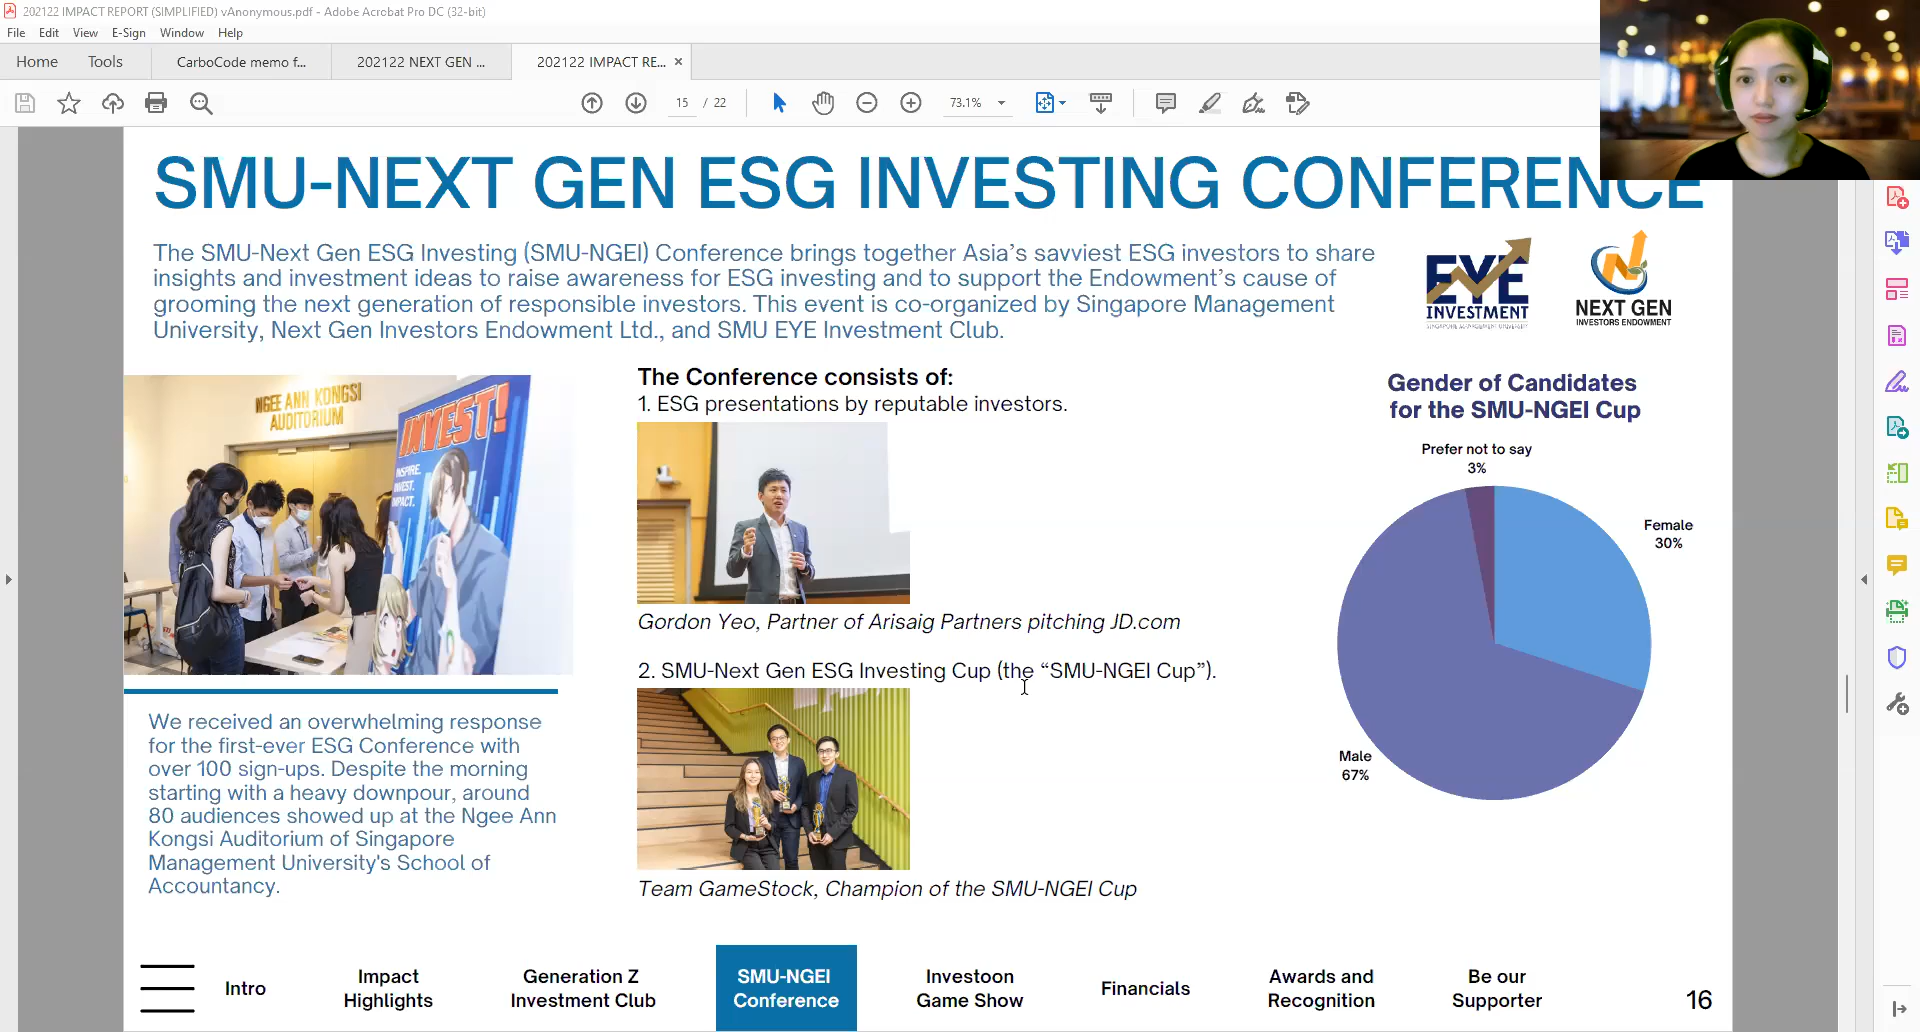 202122 IMPACT REPORT (SIMPLIFIED) vAnonymous.pdf - Adobe Acrobat Pro DC (32-bit)
File Edit View E-Sign Window Help
Home Tools CarboCode memo f... 202122 NEXT GEN ... 202122 IMPACT RE... ×
15 / 22 73.1%
SMU-NEXT GEN ESG INVESTING CONFERENCE
The SMU-Next Gen ESG Investing (SMU-NGEI) Conference brings together Asia's savviest ESG investors to share
insights and investment ideas to raise awareness for ESG investing and to support the Endowment's cause of
grooming the next generation of responsible investors. This event is co-organized by Singapore Management
University, Next Gen Investors Endowment Ltd., and SMU EYE Investment Club.
EYE
INVESTMENT
SINGAPORE MANAGEMENT UNIVERSITY
NEXT GEN
INVESTORS ENDOWMENT
NGEE ANN KONGSI
AUDITORIUM
INVEST!
INSPIRE.
INVEST.
IMPACT.
We received an overwhelming response
for the first-ever ESG Conference with
over 100 sign-ups. Despite the morning
starting with a heavy downpour, around
80 audiences showed up at the Ngee Ann
Kongsi Auditorium of Singapore
Management University's School of
Accountancy.
The Conference consists of:
1. ESG presentations by reputable investors.
Gordon Yeo, Partner of Arisaig Partners pitching JD.com
2. SMU-Next Gen ESG Investing Cup (the “SMU-NGEI Cup”).
Team GameStock, Champion of the SMU-NGEI Cup
Gender of Candidates
for the SMU-NGEI Cup
Prefer not to say
3%
Female
30%
Male
67%
Intro
Impact
Highlights
Generation Z
Investment Club
SMU-NGEI
Conference
Investoon
Game Show
Financials
Awards and
Recognition
Be our
Supporter
16